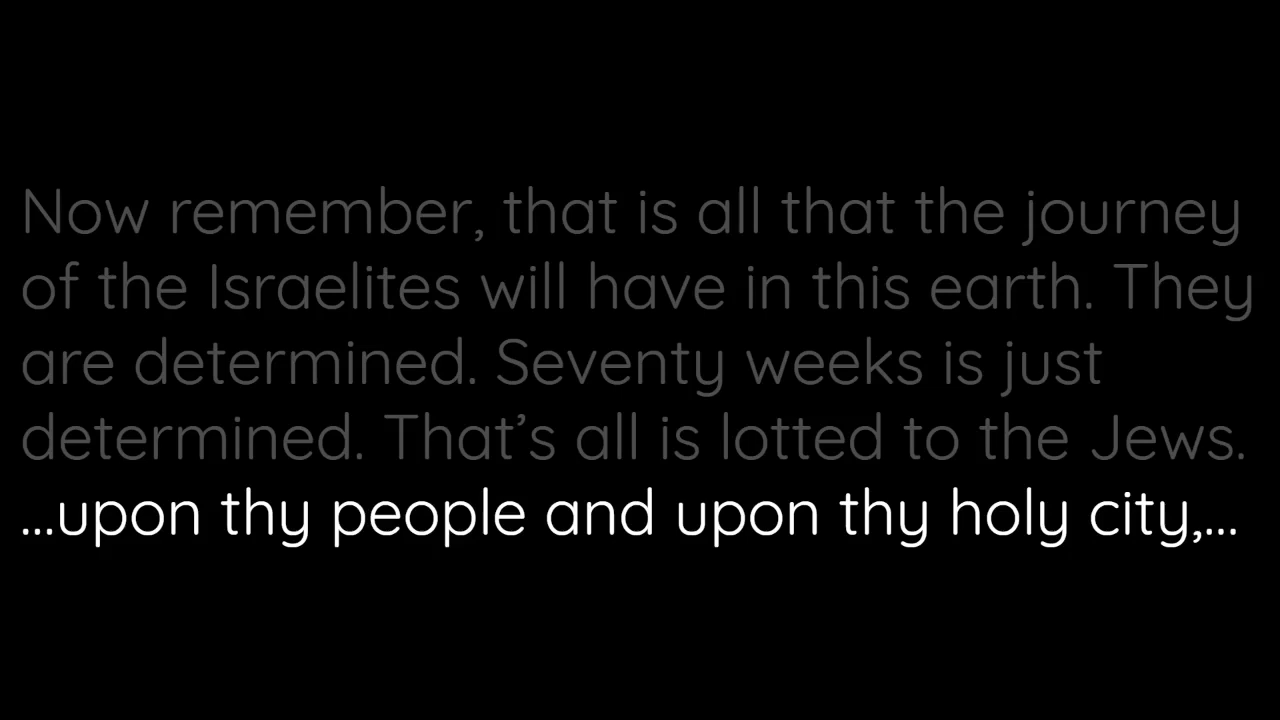 Now remember, that is all that the journey
of the Israelites will have in this earth. They
are determined. Seventy weeks is just
determined. That’s all is lotted to the Jews.
...upon thy people and upon thy holy city,...